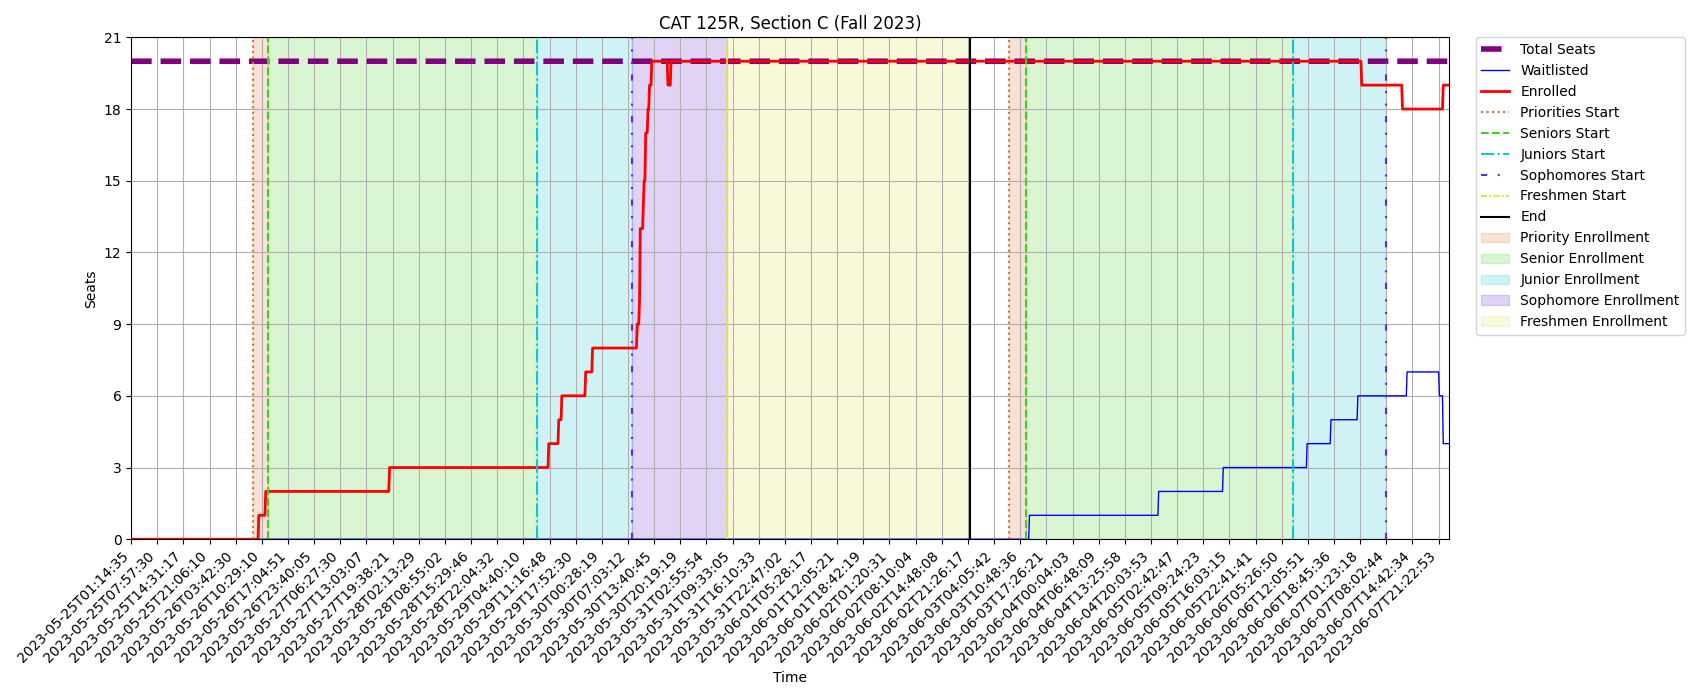 CAT 125R, Section C (Fall 2023)
21
18
15
12
9
6
3
0
Seats
2023-05-25T01:14:35
2023-05-25T07:57:30
2023-05-25T14:31:17
2023-05-25T21:06:10
2023-05-26T03:42:30
2023-05-26T10:29:10
2023-05-26T17:04:51
2023-05-26T23:40:05
2023-05-27T06:27:30
2023-05-27T13:03:07
2023-05-27T19:38:21
2023-05-28T02:13:29
2023-05-28T08:55:02
2023-05-28T15:29:46
2023-05-28T22:04:32
2023-05-29T04:40:10
2023-05-29T11:16:48
2023-05-29T17:52:30
2023-05-30T00:28:19
2023-05-30T07:03:12
2023-05-30T13:40:45
2023-05-30T20:19:19
2023-05-31T02:55:54
2023-05-31T09:33:05
2023-05-31T16:10:33
2023-05-31T22:47:02
2023-06-01T05:28:17
2023-06-01T12:05:21
2023-06-01T18:42:19
2023-06-02T01:20:31
2023-06-02T08:10:04
2023-06-02T14:48:08
2023-06-02T21:26:17
2023-06-03T04:05:42
2023-06-03T10:48:36
2023-06-03T17:26:21
2023-06-04T00:04:03
2023-06-04T06:48:09
2023-06-04T13:25:58
2023-06-04T20:03:53
2023-06-05T02:42:47
2023-06-05T09:24:23
2023-06-05T16:03:15
2023-06-05T22:41:41
2023-06-06T05:26:50
2023-06-06T12:05:51
2023-06-06T18:45:36
2023-06-07T01:23:18
2023-06-07T08:02:44
2023-06-07T14:42:34
2023-06-07T21:22:53
Time
Total Seats
Waitlisted
Enrolled
Priorities Start
Seniors Start
Juniors Start
Sophomores Start
Freshmen Start
End
Priority Enrollment
Senior Enrollment
Junior Enrollment
Sophomore Enrollment
Freshmen Enrollment